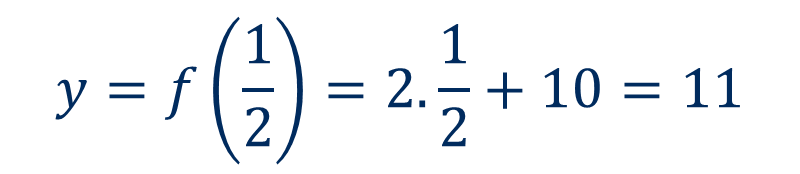 y = f(1/2) = 2.1/2 + 10 = 11